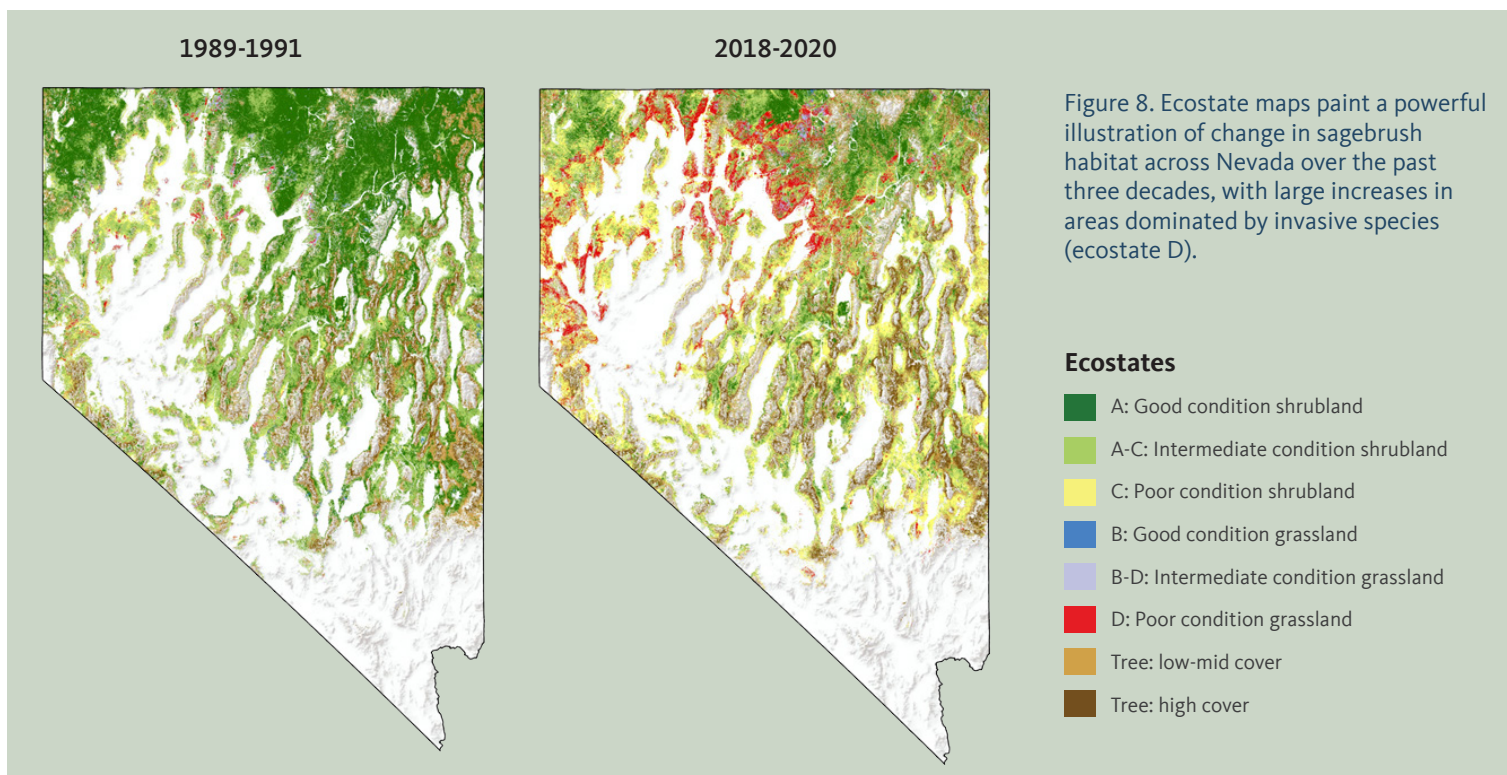 1989-1991
2018-2020
Figure 8. Ecostate maps paint a powerful
illustration of change in sagebrush
habitat across Nevada over the past
three decades, with large increases in
areas dominated by invasive species
(ecostate D).
Ecostates
A: Good condition shrubland
A-C: Intermediate condition shrubland
C: Poor condition shrubland
B: Good condition grassland
B-D: Intermediate condition grassland
D: Poor condition grassland
Tree: low-mid cover
Tree: high cover